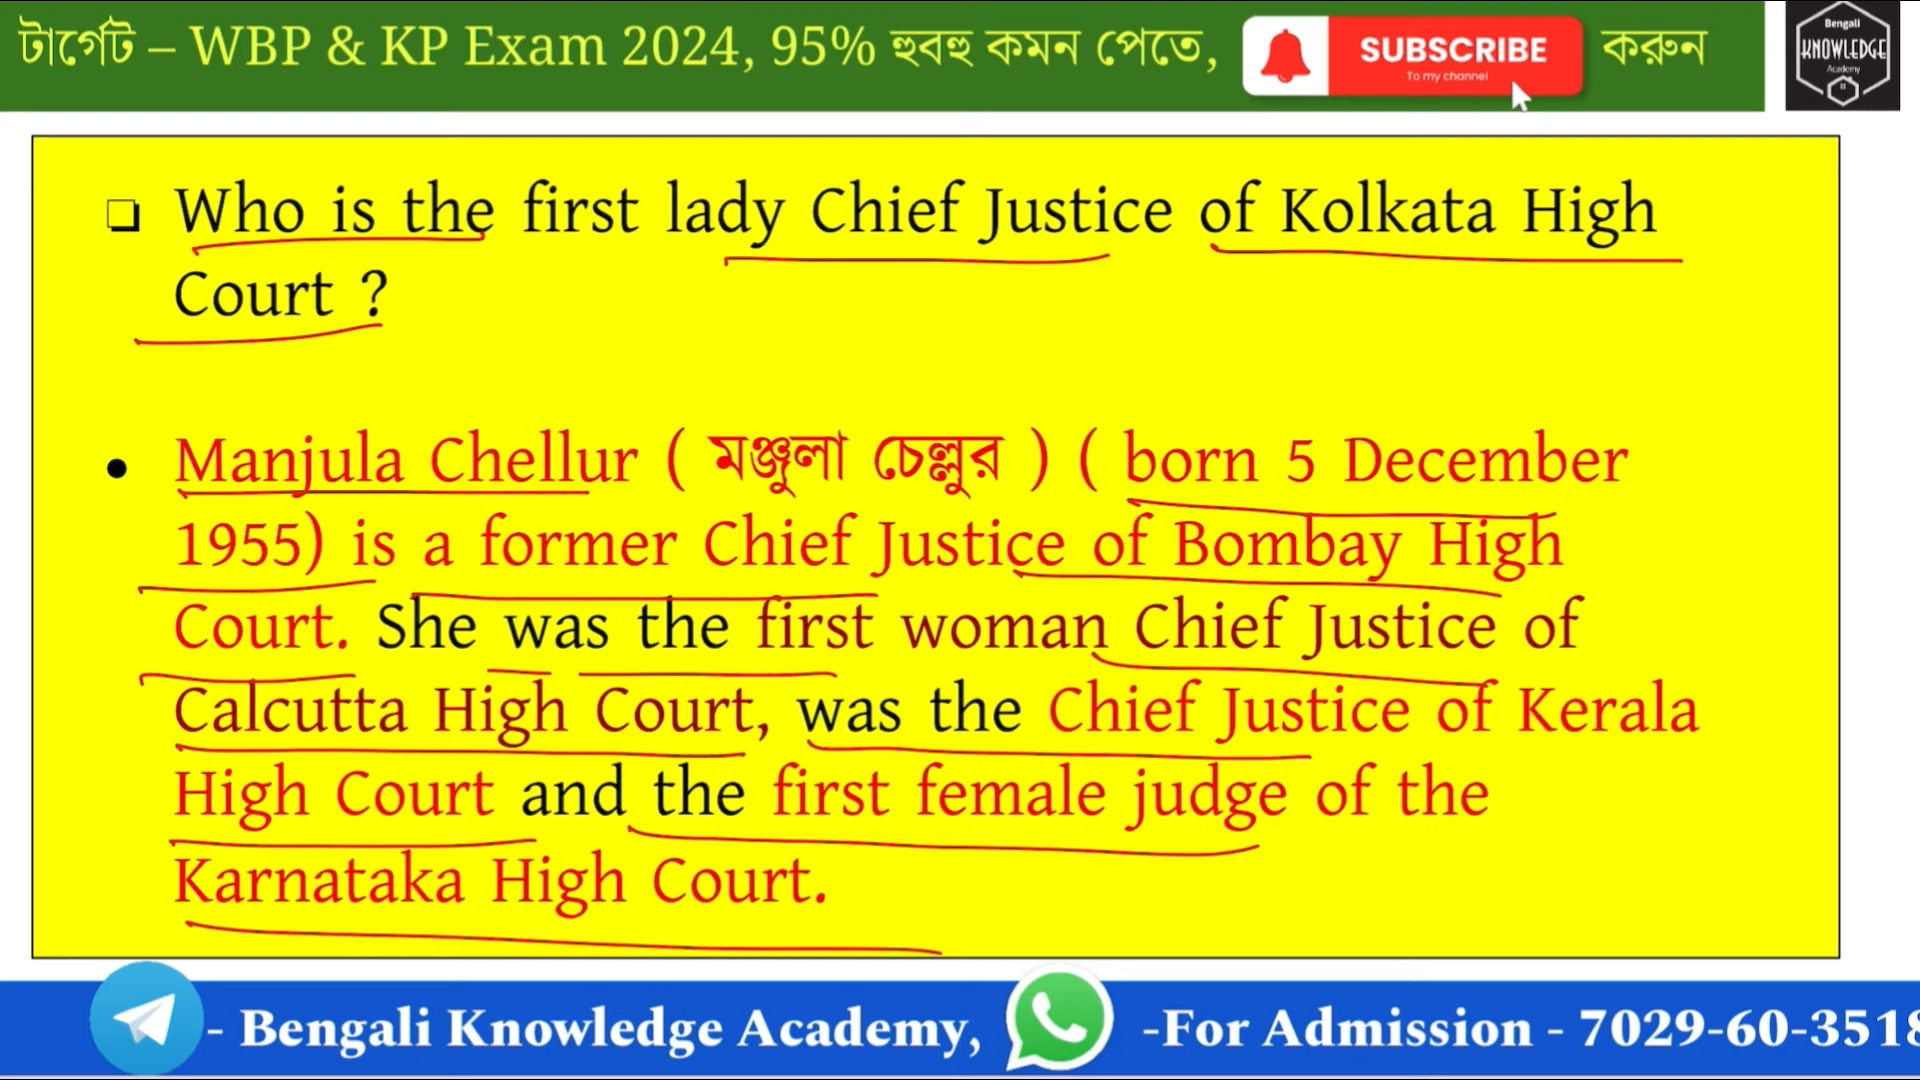 টার্গেট – WBP & KP Exam 2024, 95% হুবহু কমন পেতে, SUBSCRIBE করুন
To my channel
Bengali
KNOWLEDGE
Academy
Who is the first lady Chief Justice of Kolkata High
Court ?
Manjula Chellur ( মঞ্জুলা চেল্লুর ) ( born 5 December
1955) is a former Chief Justice of Bombay High
Court. She was the first woman Chief Justice of
Calcutta High Court, was the Chief Justice of Kerala
High Court and the first female judge of the
Karnataka High Court.
- Bengali Knowledge Academy, -For Admission - 7029-60-3518